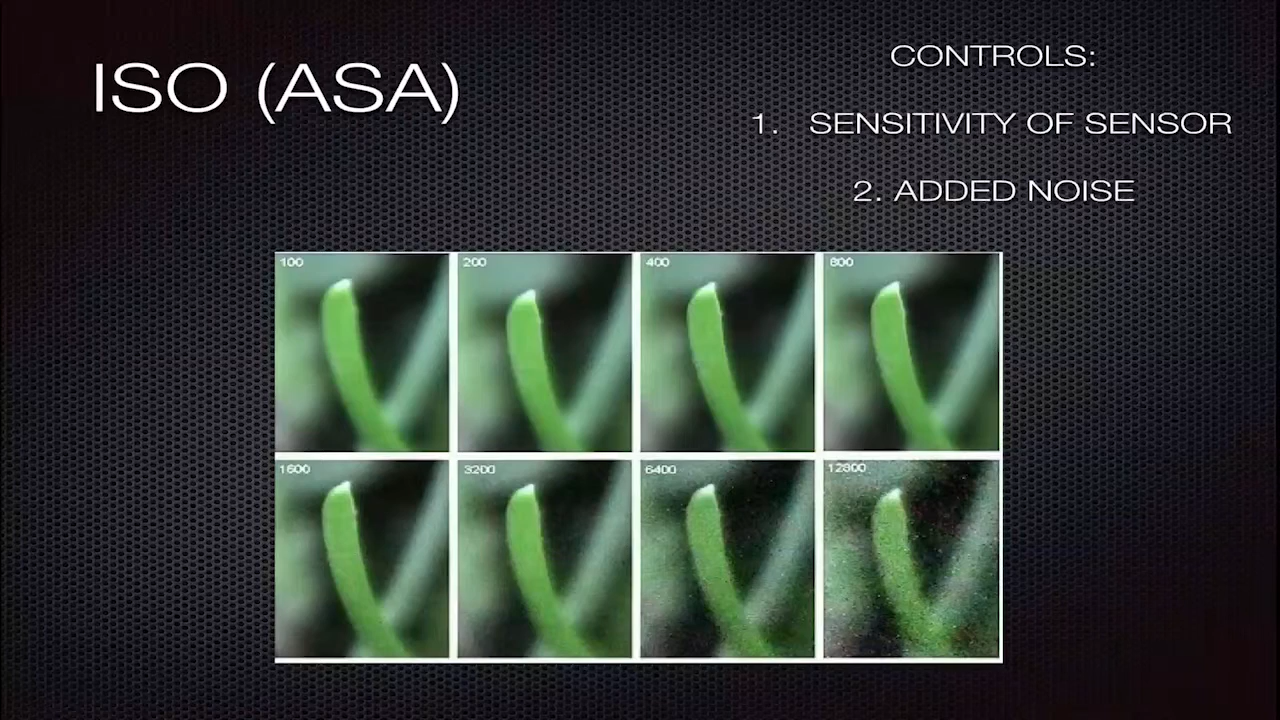 ISO (ASA)
CONTROLS:
1. SENSITIVITY OF SENSOR
2. ADDED NOISE
100
200
400
800
1600
3200
6400
12800